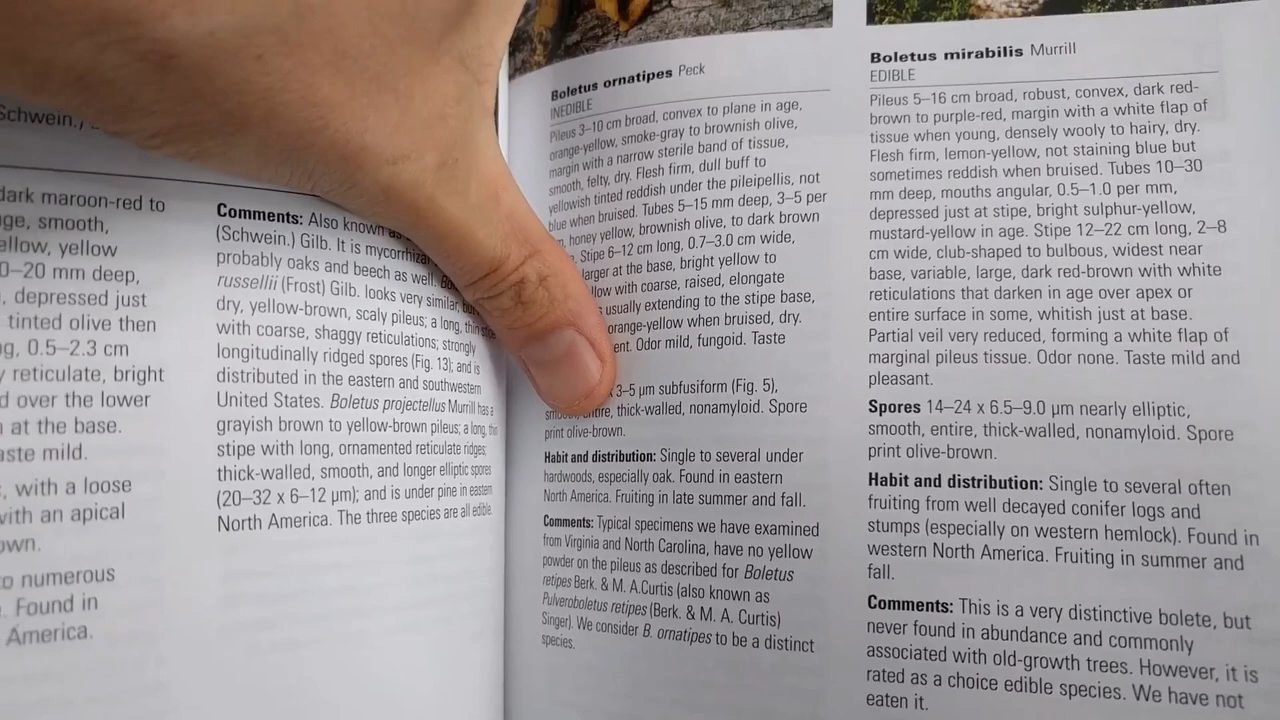 Schwein.)
dark maroon-red to
ge, smooth,
ellow, yellow
0–20 mm deep,
, depressed just
tinted olive then
g, 0.5–2.3 cm
y reticulate, bright
d over the lower
at the base.
aste mild.
, with a loose
with an apical
own.
to numerous
. Found in
America.
Comments: Also known as
(Schwein.) Gilb. It is mycorrhizal
probably oaks and beech as well.
russellii (Frost) Gilb. looks very similar, but
dry, yellow-brown, scaly pileus; a long, thin stipe
with coarse, shaggy reticulations; strongly
longitudinally ridged spores (Fig. 13); and is
distributed in the eastern and southwestern
United States. Boletus projectellus Murrill has a
grayish brown to yellow-brown pileus; a long, thin
stipe with long, ornamented reticulate ridges;
thick-walled, smooth, and longer elliptic spores
(20–32 x 6–12 µm); and is under pine in eastern
North America. The three species are all edible.
Boletus ornatipes Peck
INEDIBLE
Pileus 3–10 cm broad, convex to plane in age,
orange-yellow, smoke-gray to brownish olive,
margin with a narrow sterile band of tissue,
smooth, felty, dry. Flesh firm, dull buff to
yellowish tinted reddish under the pileipellis, not
blue when bruised. Tubes 5–15 mm deep, 3–5 per
honey yellow, brownish olive, to dark brown
Stipe 6–12 cm long, 0.7–3.0 cm wide,
larger at the base, bright yellow to
llow with coarse, raised, elongate
usually extending to the stipe base,
orange-yellow when bruised, dry.
ent. Odor mild, fungoid. Taste
x 3–5 µm subfusiform (Fig. 5),
smooth, entire, thick-walled, nonamyloid. Spore
print olive-brown.
Habit and distribution: Single to several under
hardwoods, especially oak. Found in eastern
North America. Fruiting in late summer and fall.
Comments: Typical specimens we have examined
from Virginia and North Carolina, have no yellow
powder on the pileus as described for Boletus
retipes Berk. & M. A.Curtis (also known as
Pulveroboletus retipes (Berk. & M. A. Curtis)
Singer). We consider B. ornatipes to be a distinct
species.
Boletus mirabilis Murrill
EDIBLE
Pileus 5–16 cm broad, robust, convex, dark red-
brown to purple-red, margin with a white flap of
tissue when young, densely wooly to hairy, dry.
Flesh firm, lemon-yellow, not staining blue but
sometimes reddish when bruised. Tubes 10–30
mm deep, mouths angular, 0.5–1.0 per mm,
depressed just at stipe, bright sulphur-yellow,
mustard-yellow in age. Stipe 12–22 cm long, 2–8
cm wide, club-shaped to bulbous, widest near
base, variable, large, dark red-brown with white
reticulations that darken in age over apex or
entire surface in some, whitish just at base.
Partial veil very reduced, forming a white flap of
marginal pileus tissue. Odor none. Taste mild and
pleasant.
Spores 14–24 x 6.5–9.0 µm nearly elliptic,
smooth, entire, thick-walled, nonamyloid. Spore
print olive-brown.
Habit and distribution: Single to several often
fruiting from well decayed conifer logs and
stumps (especially on western hemlock). Found in
western North America. Fruiting in summer and
fall.
Comments: This is a very distinctive bolete, but
never found in abundance and commonly
associated with old-growth trees. However, it is
rated as a choice edible species. We have not
eaten it.